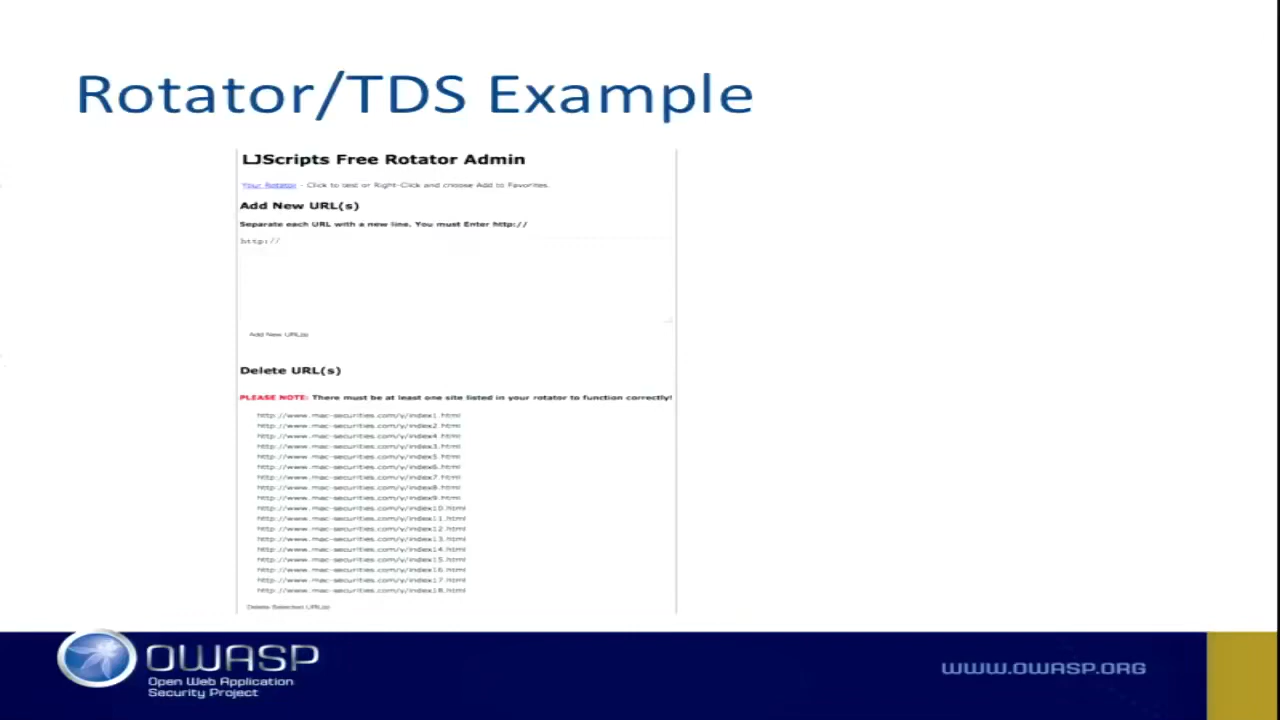 Rotator/TDS Example
LJScripts Free Rotator Admin
Your Rotator - Click to test or Right-Click and choose Add to Favorites.
Add New URL(s)
Separate each URL with a new line. You must Enter http://
http://
Add New URL(s)
Delete URL(s)
PLEASE NOTE: There must be at least one site listed in your rotator to function correctly!
http://www.mac-securities.com/y/index1.html
http://www.mac-securities.com/y/index2.html
http://www.mac-securities.com/y/index4.html
http://www.mac-securities.com/y/index3.html
http://www.mac-securities.com/y/index5.html
http://www.mac-securities.com/y/index6.html
http://www.mac-securities.com/y/index7.html
http://www.mac-securities.com/y/index8.html
http://www.mac-securities.com/y/index9.html
http://www.mac-securities.com/y/index10.html
http://www.mac-securities.com/y/index11.html
http://www.mac-securities.com/y/index12.html
http://www.mac-securities.com/y/index13.html
http://www.mac-securities.com/y/index14.html
http://www.mac-securities.com/y/index15.html
http://www.mac-securities.com/y/index16.html
http://www.mac-securities.com/y/index17.html
http://www.mac-securities.com/y/index18.html
Delete Selected URL(s)
OWASP
Open Web Application
Security Project
WWW.OWASP.ORG